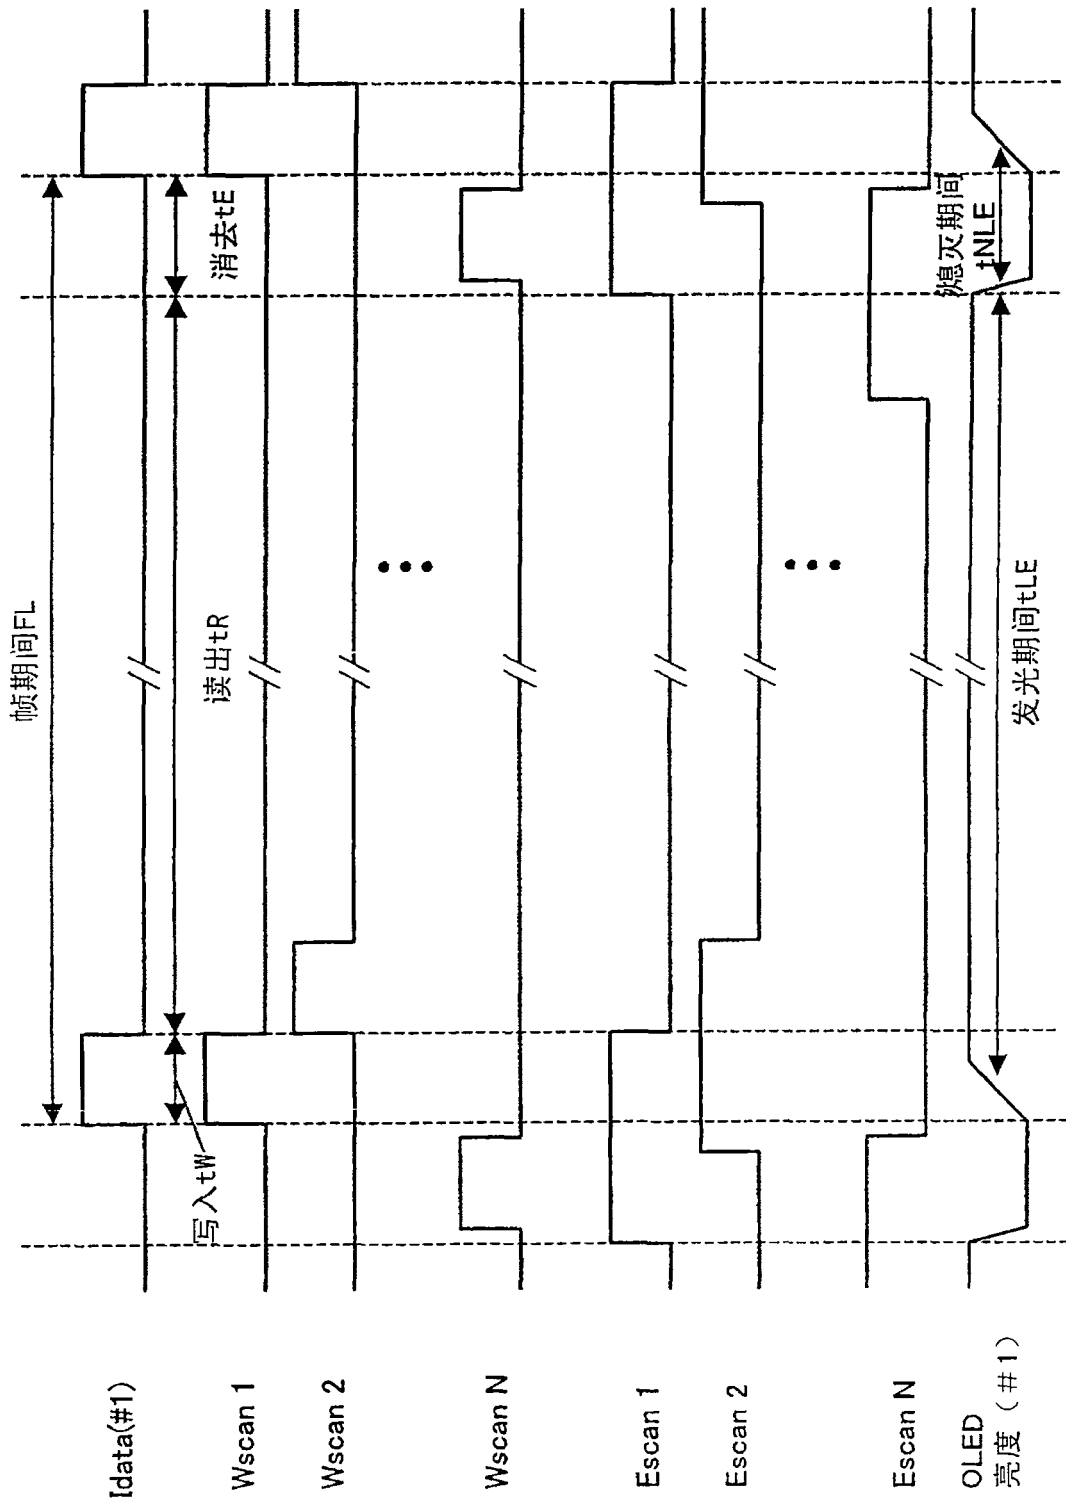 帧期间FL
写入tW
读出tR
消去tE
Idata(#1)
Wscan 1
Wscan 2
Wscan N
Escan 1
Escan 2
Escan N
OLED
亮度（#1）
发光期间tLE
熄灭期间
tNLE